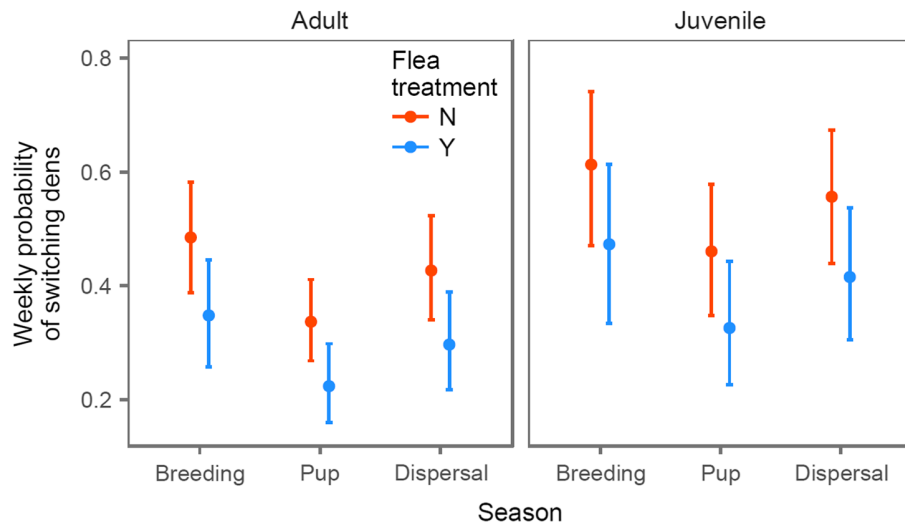 Adult
Juvenile
Weekly probability
of switching dens
0.8
0.6
0.4
0.2
Flea
treatment
N
Y
Breeding
Pup
Dispersal
Breeding
Pup
Dispersal
Season